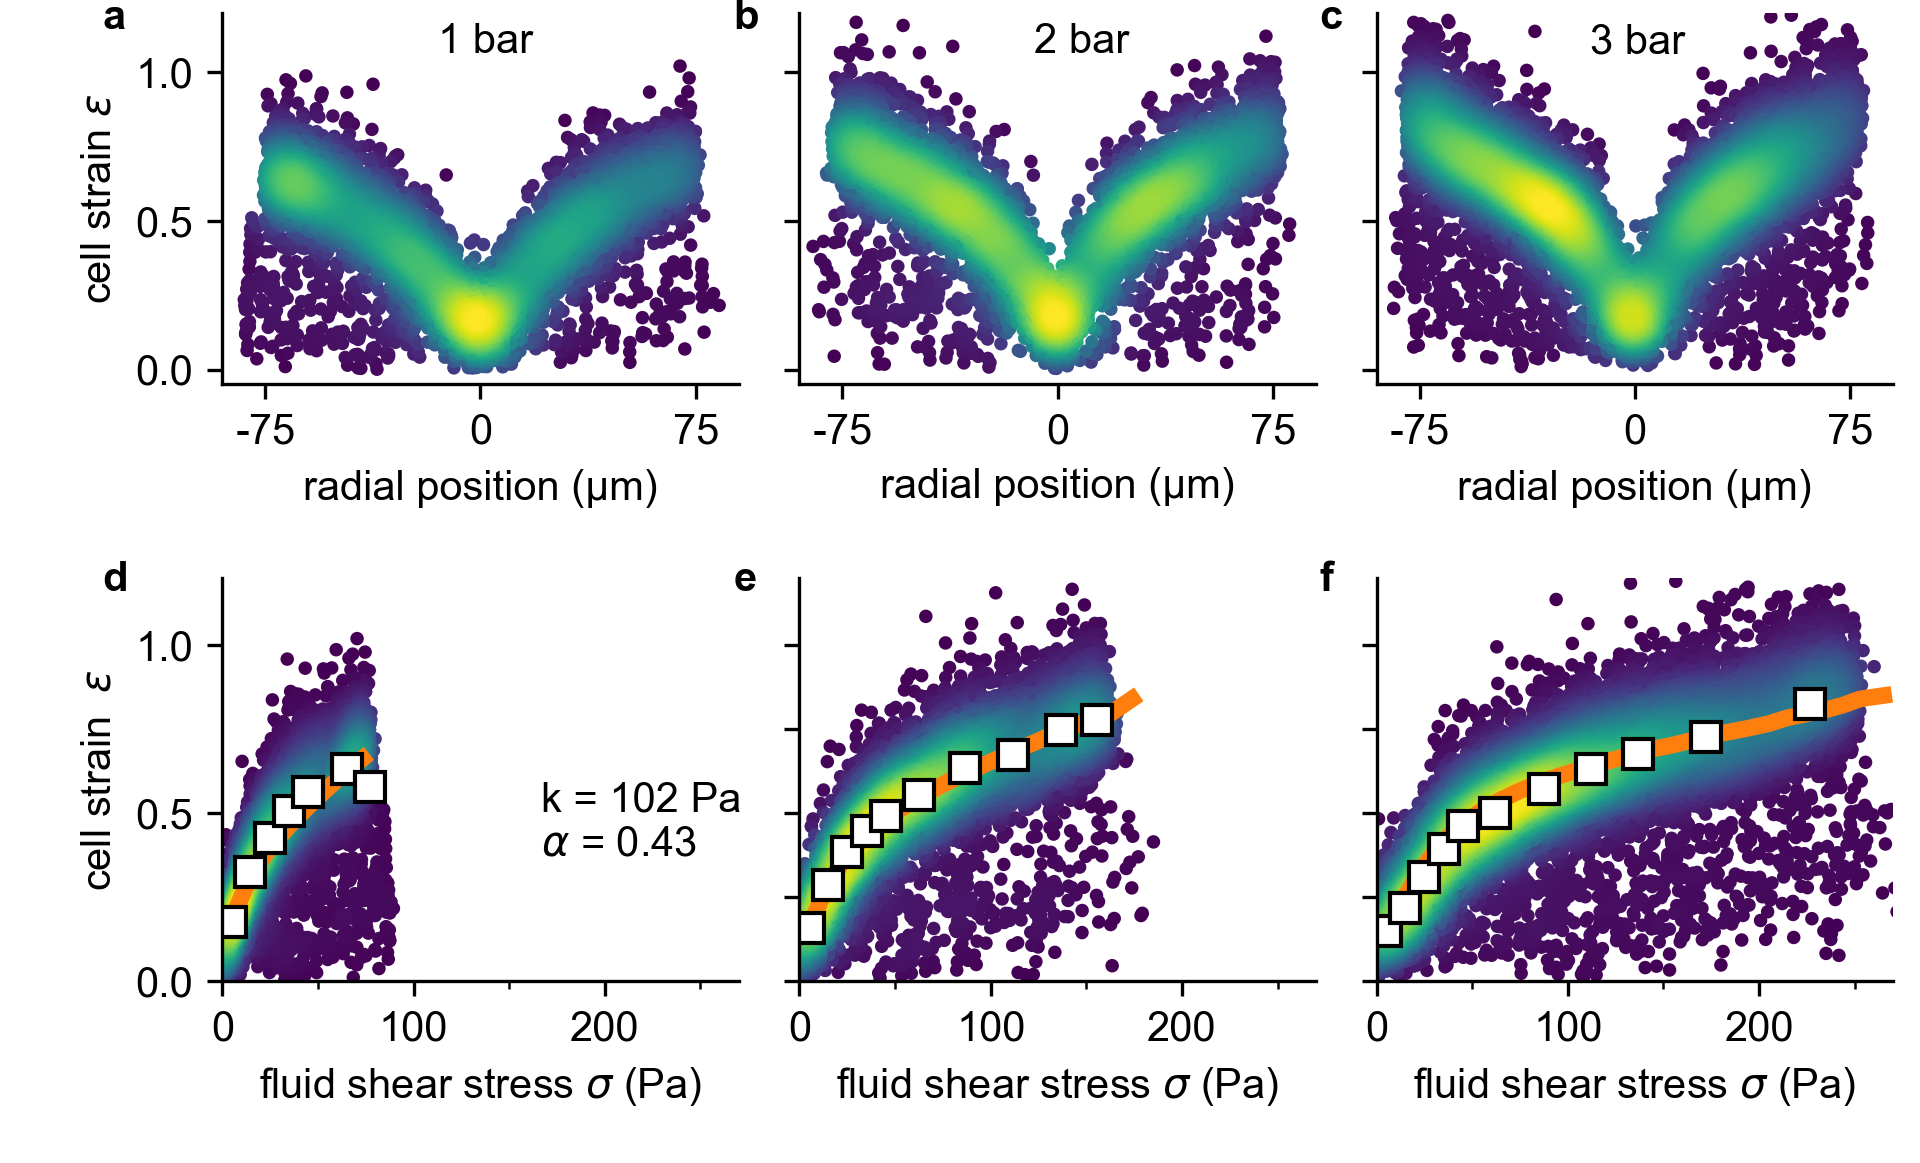 a
1 bar
b
2 bar
c
3 bar
cell strain ε
1.0
0.5
0.0
-75 0 75
-75 0 75
-75 0 75
radial position (µm)
radial position (µm)
radial position (µm)
d
e
f
cell strain ε
1.0
0.5
0.0
k = 102 Pa
α = 0.43
0 100 200
0 100 200
0 100 200
fluid shear stress σ (Pa)
fluid shear stress σ (Pa)
fluid shear stress σ (Pa)